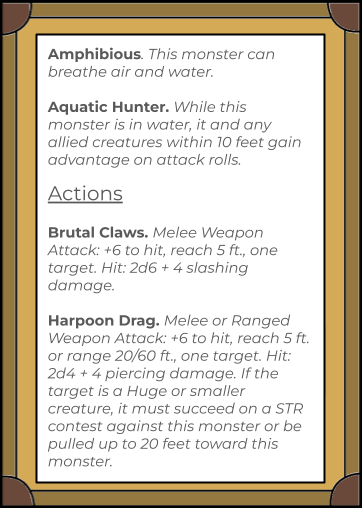 Amphibious. This monster can
breathe air and water.
Aquatic Hunter. While this
monster is in water, it and any
allied creatures within 10 feet gain
advantage on attack rolls.
Actions
Brutal Claws. Melee Weapon
Attack: +6 to hit, reach 5 ft., one
target. Hit: 2d6 + 4 slashing
damage.
Harpoon Drag. Melee or Ranged
Weapon Attack: +6 to hit, reach 5 ft.
or range 20/60 ft., one target. Hit:
2d4 + 4 piercing damage. If the
target is a Huge or smaller
creature, it must succeed on a STR
contest against this monster or be
pulled up to 20 feet toward this
monster.